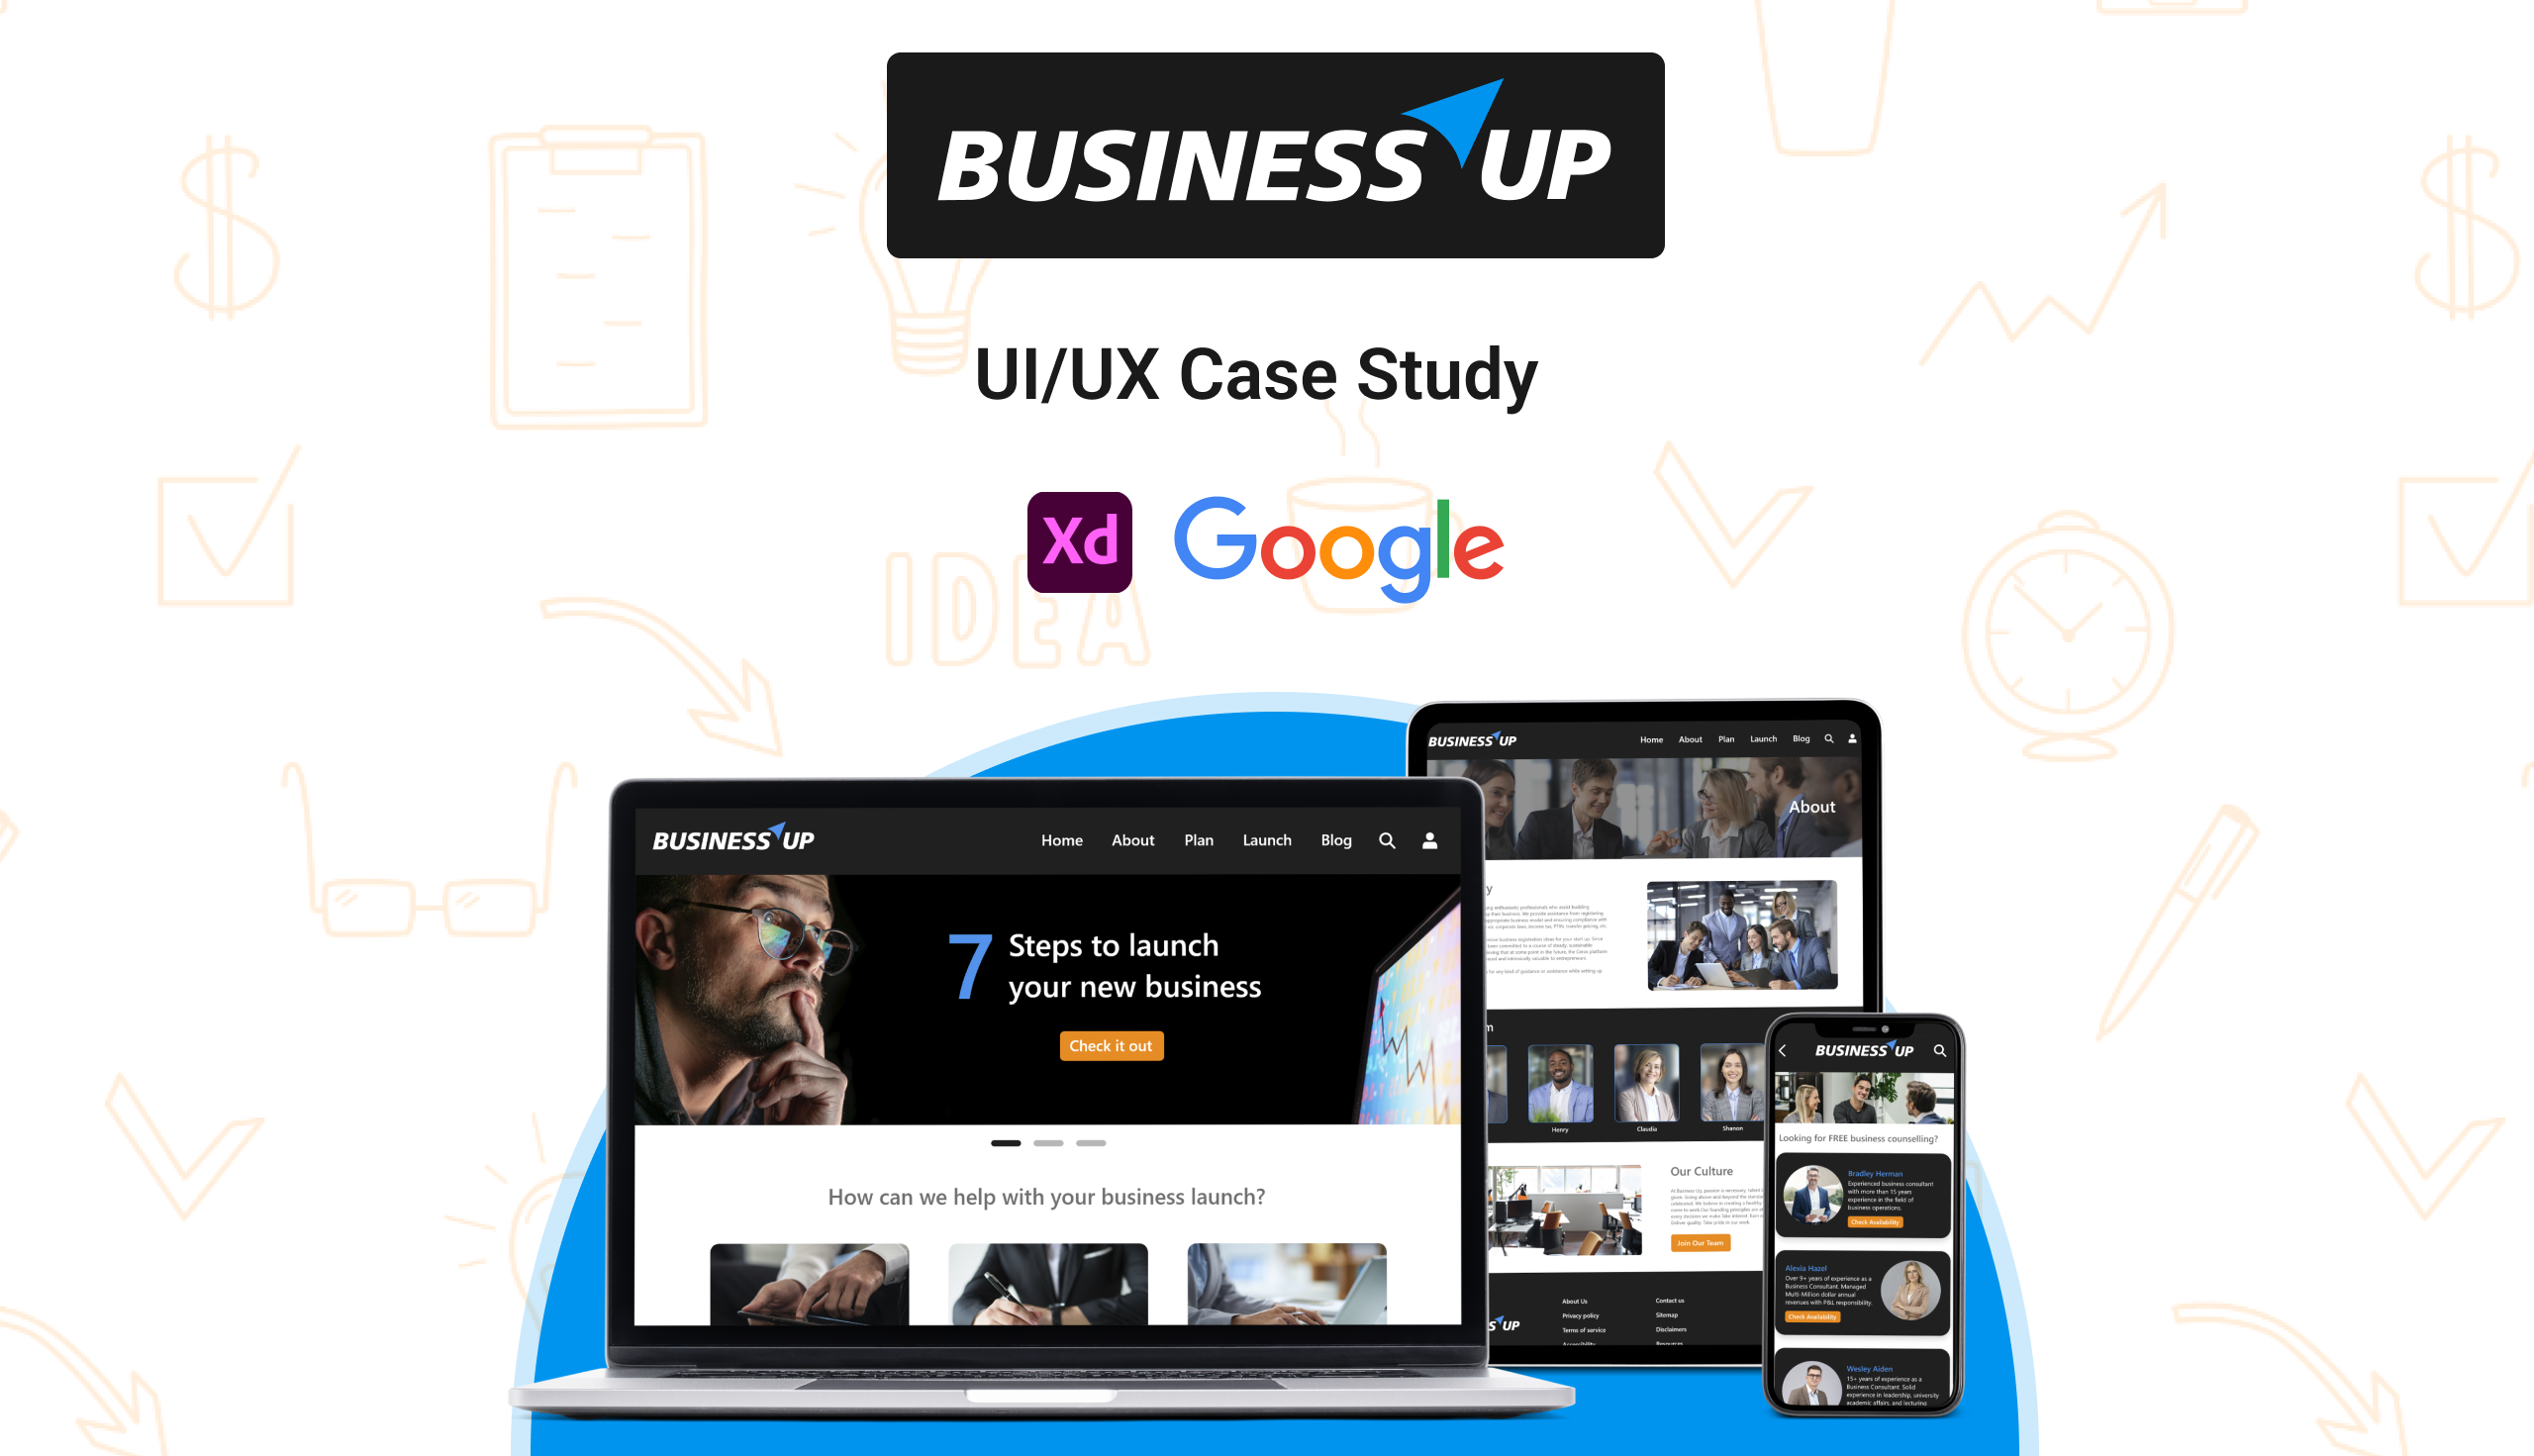 BUSINESS UP
UI/UX Case Study
Xd Google
IDEA
BUSINESS UP
Home About Plan Launch Blog
7 Steps to launch
your new business
Check it out
How can we help with your business launch?
BUSINESS UP
Home About Plan Launch Blog
About
Henry
Claudia
Shanon
Our Culture
Join Our Team
About Us
Privacy policy
Terms of service
Accessibility
Contact us
Sitemap
Disclaimers
Resources
UP
BUSINESS UP
Looking for FREE business counselling?
Bradley Herman
Experienced business consultant
with more than 15 years
experience in the field of
business operations.
Check Availability
Alexia Hazel
Over 9+ years of experience as a
Business Consultant. Managed
Multi-Million dollar annual
revenues with P&L responsibility.
Check Availability
Wesley Aiden
15+ years of experience as a
Business Consultant. Solid
experience in leadership, university
academic affairs, and lecturing